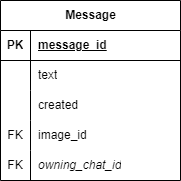 Message
PK message_id
text
created
FK image_id
FK owning_chat_id